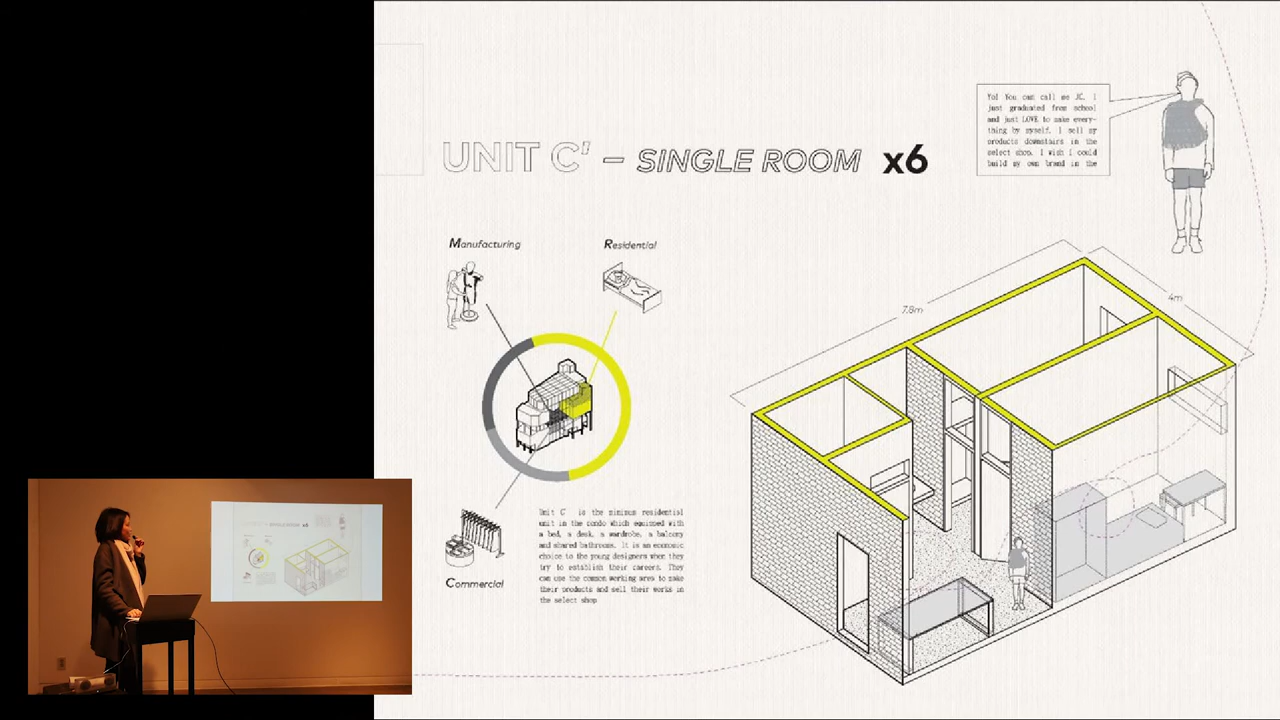 UNIT C' – SINGLE ROOM x6
Yo! You can call me JC. I
just graduated from school
and just LOVE to make every-
thing by myself. I sell my
products downstairs in the
select shop. I wish I could
build my own brand in the
Manufacturing
Residential
7.8m
4m
Commercial
Unit C' is the minimum residential
unit in the condo which equipped with
a bed, a desk, a wardrobe, a balcony
and shared bathrooms. It is an economic
choice to the young designers when they
try to establish their careers. They
can use the common working area to make
their products and sell their works in
the select shop